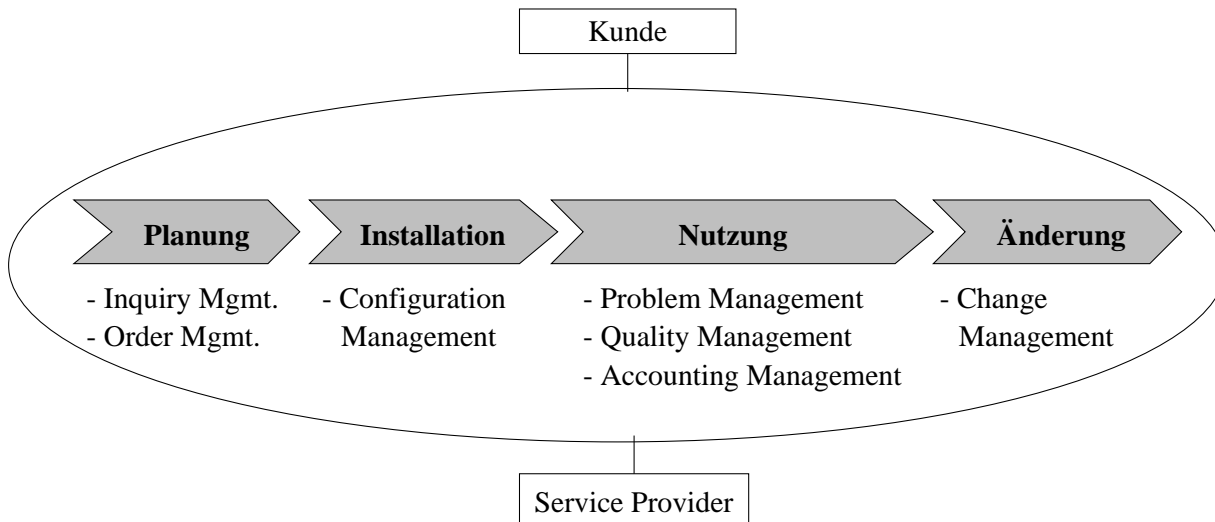 Kunde
Planung
Installation
Nutzung
Änderung
- Inquiry Mgmt.
- Order Mgmt.
- Configuration
Management
- Problem Management
- Quality Management
- Accounting Management
- Change
Management
Service Provider